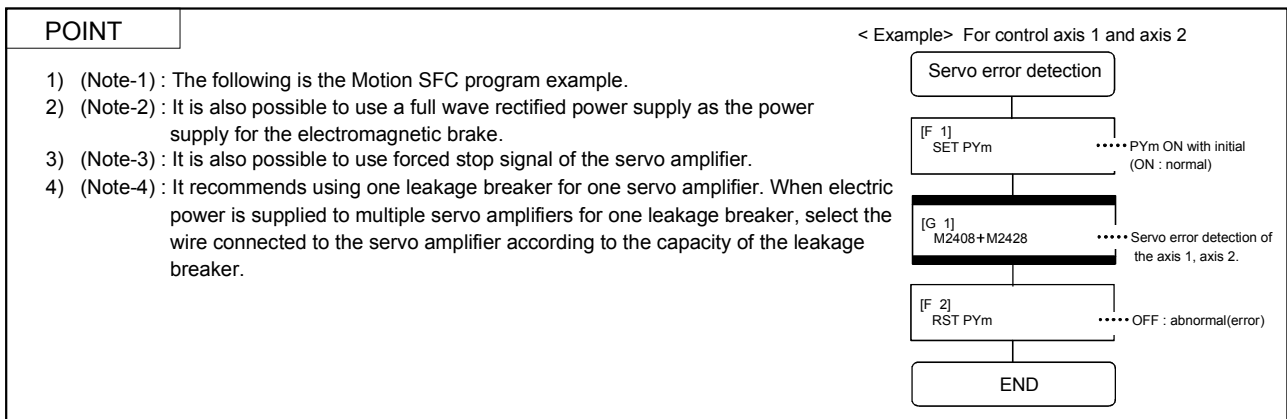 POINT
1) (Note-1) : The following is the Motion SFC program example.
2) (Note-2) : It is also possible to use a full wave rectified power supply as the power
supply for the electromagnetic brake.
3) (Note-3) : It is also possible to use forced stop signal of the servo amplifier.
4) (Note-4) : It recommends using one leakage breaker for one servo amplifier. When electric
power is supplied to multiple servo amplifiers for one leakage breaker, select the
wire connected to the servo amplifier according to the capacity of the leakage
breaker.
< Example> For control axis 1 and axis 2
Servo error detection
[F 1]
SET PYm
PYm ON with initial
(ON : normal)
[G 1]
M2408+M2428
Servo error detection of
the axis 1, axis 2.
[F 2]
RST PYm
OFF : abnormal(error)
END